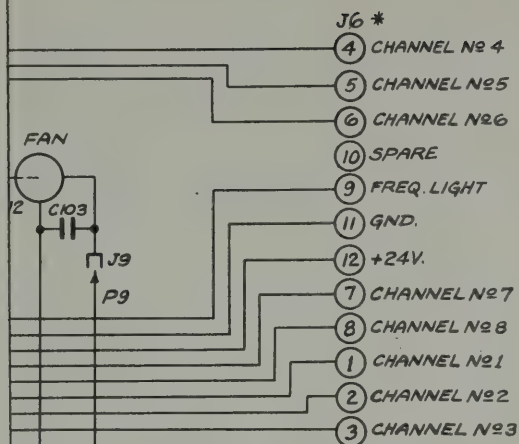 J6 *
4 CHANNEL Nº 4
5 CHANNEL Nº5
6 CHANNEL Nº6
10 SPARE
9 FREQ. LIGHT
11 GND.
12 +24V.
7 CHANNEL Nº7
8 CHANNEL Nº8
1 CHANNEL Nº1
2 CHANNEL Nº2
3 CHANNEL Nº3
FAN
12
C103
J9
P9